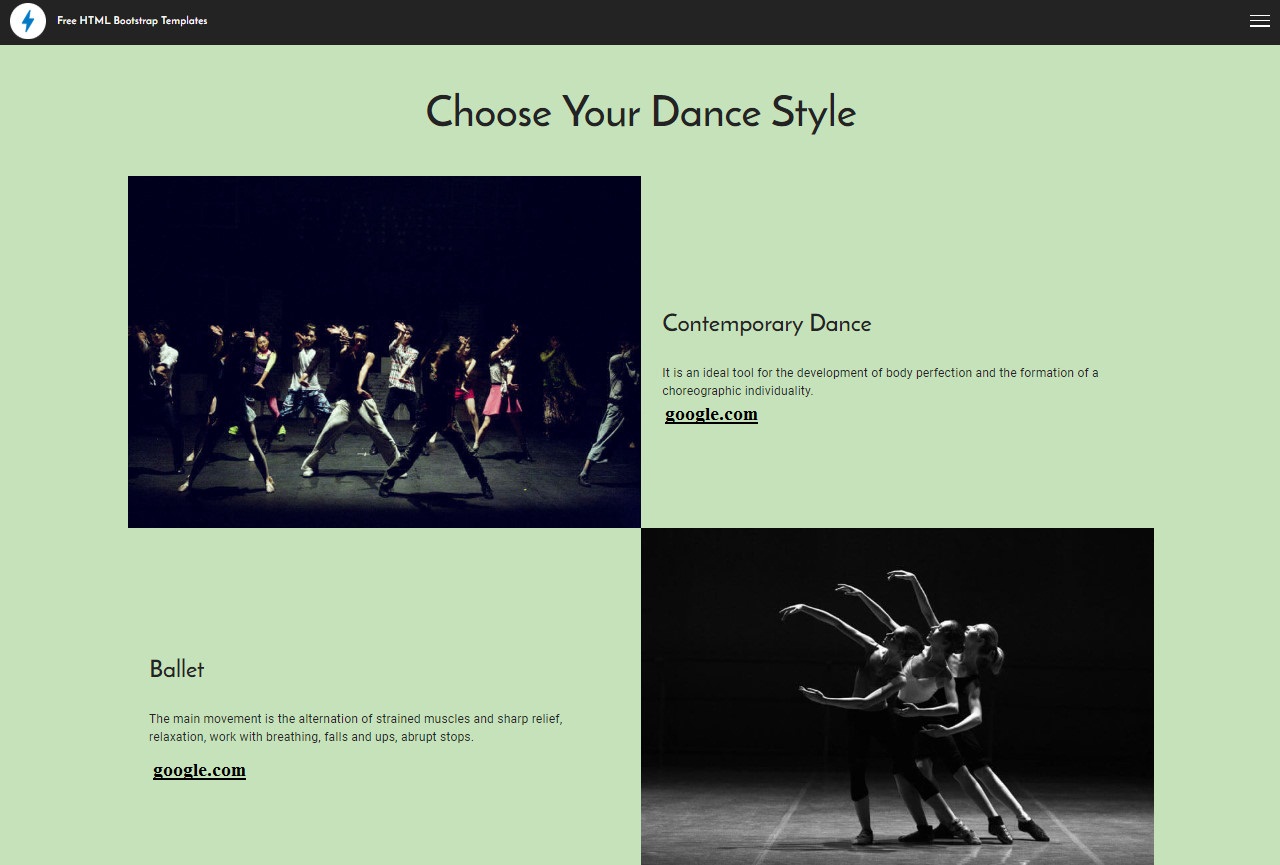 Free HTML Bootstrap Templates
Choose Your Dance Style
Contemporary Dance
It is an ideal tool for the development of body perfection and the formation of a
choreographic individuality.
google.com
Ballet
The main movement is the alternation of strained muscles and sharp relief,
relaxation, work with breathing, falls and ups, abrupt stops.
google.com